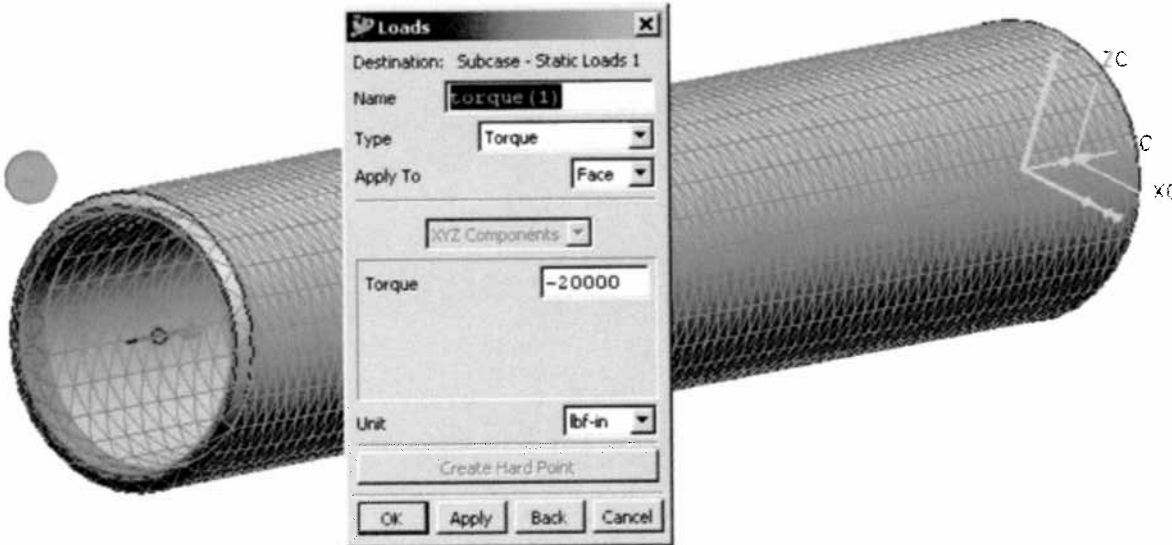 Loads
Destination: Subcase - Static Loads 1
Name torque(1)
Type Torque
Apply To Face
XYZ Components
Torque -20000
Unit lbf-in
Create Hard Point
OK Apply Back Cancel
ZC
C
XC